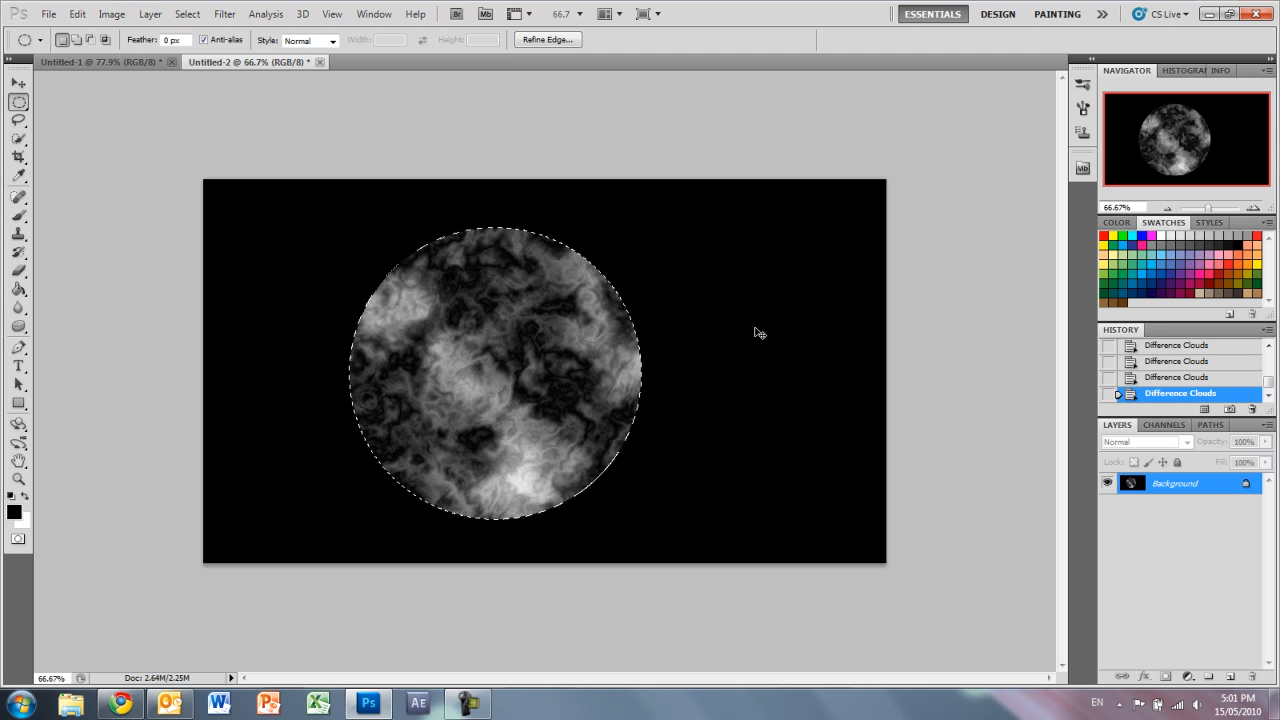 Ps File Edit Image Layer Select Filter Analysis 3D View Window Help Br Mb 66.7 ESSENTIALS DESIGN PAINTING CS Live
Feather: 0 px Anti-alias Style: Normal Width: Height: Refine Edge...
Untitled-1 @ 77.9% (RGB/8) * Untitled-2 @ 66.7% (RGB/8) *
NAVIGATOR HISTOGRAM INFO
66.67%
COLOR SWATCHES STYLES
HISTORY
Difference Clouds
Difference Clouds
Difference Clouds
Difference Clouds
LAYERS CHANNELS PATHS
Normal Opacity: 100%
Lock: Fill: 100%
Background
66.67% Doc: 2.64M/2.25M
Ps AE EN 5:01 PM
15/05/2010